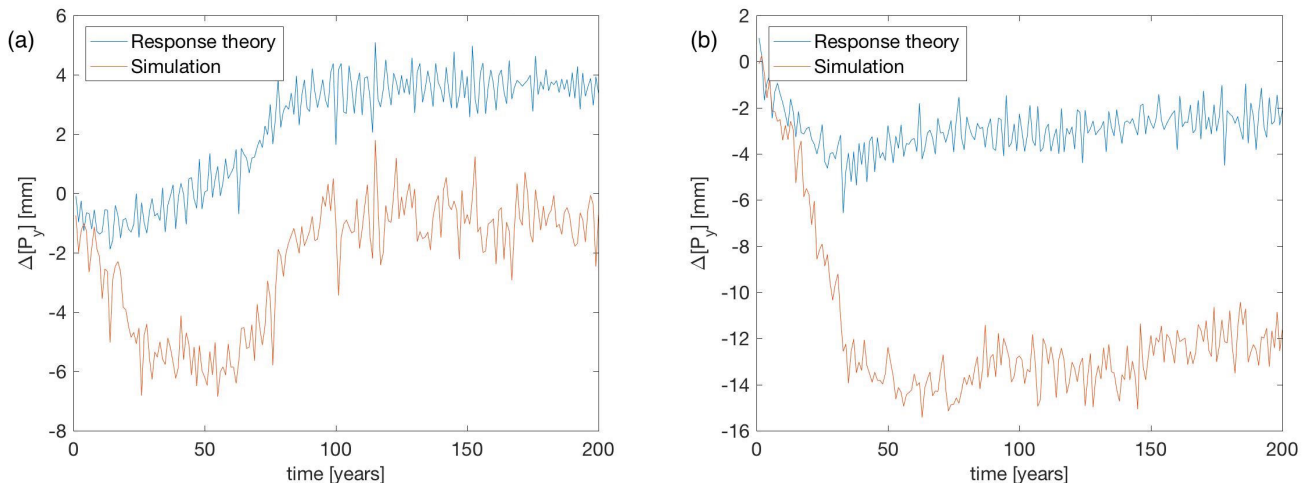 (a)
Response theory
Simulation
6
4
2
0
-2
-4
-6
-8
Δ[P_y] [mm]
0
50
100
150
200
time [years]
(b)
Response theory
Simulation
2
0
-2
-4
-6
-8
-10
-12
-14
-16
Δ[P_y] [mm]
0
50
100
150
200
time [years]